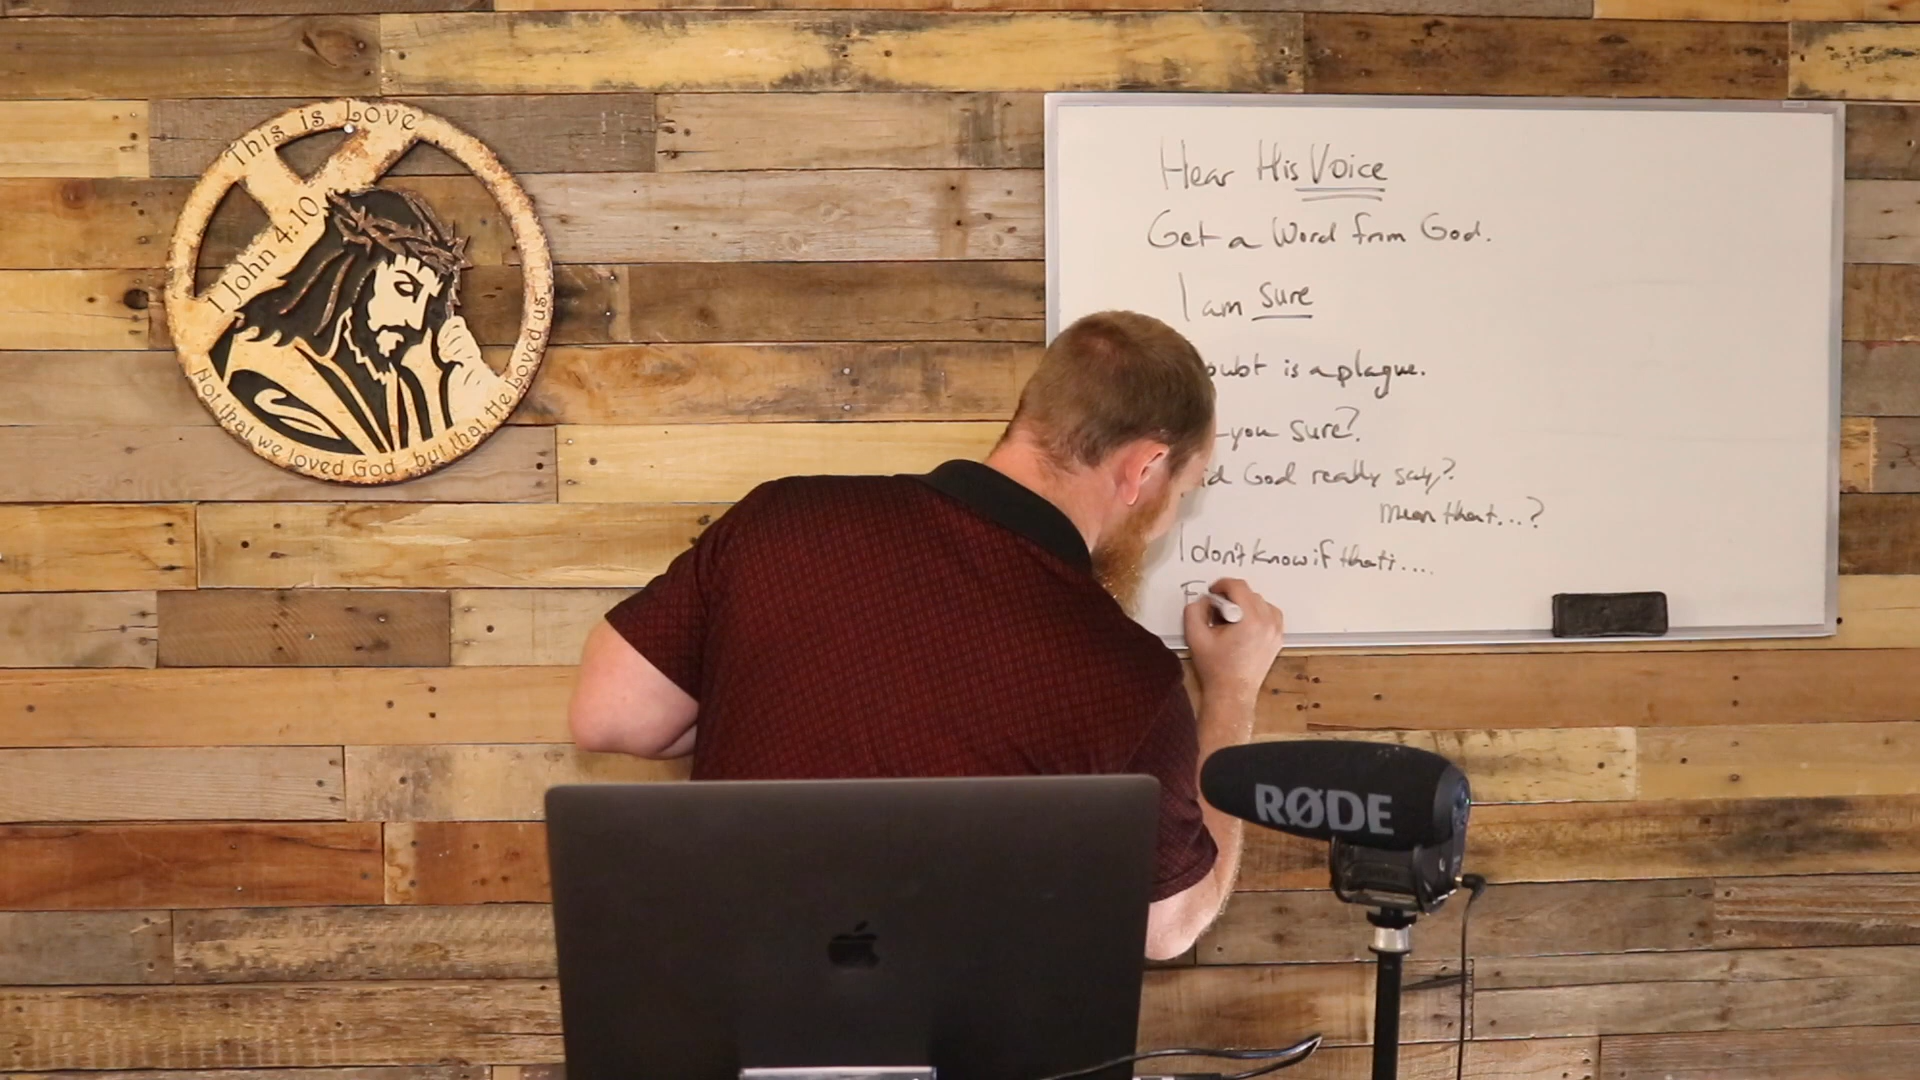 This is Love
1 John 4:10
Not that we loved God, but that He Loved us.
Hear His Voice
Get a Word from God.
I am Sure
oubt is a plague.
you Sure?
id God really say?
mean that...?
I don't know if that i....
F
RØDE